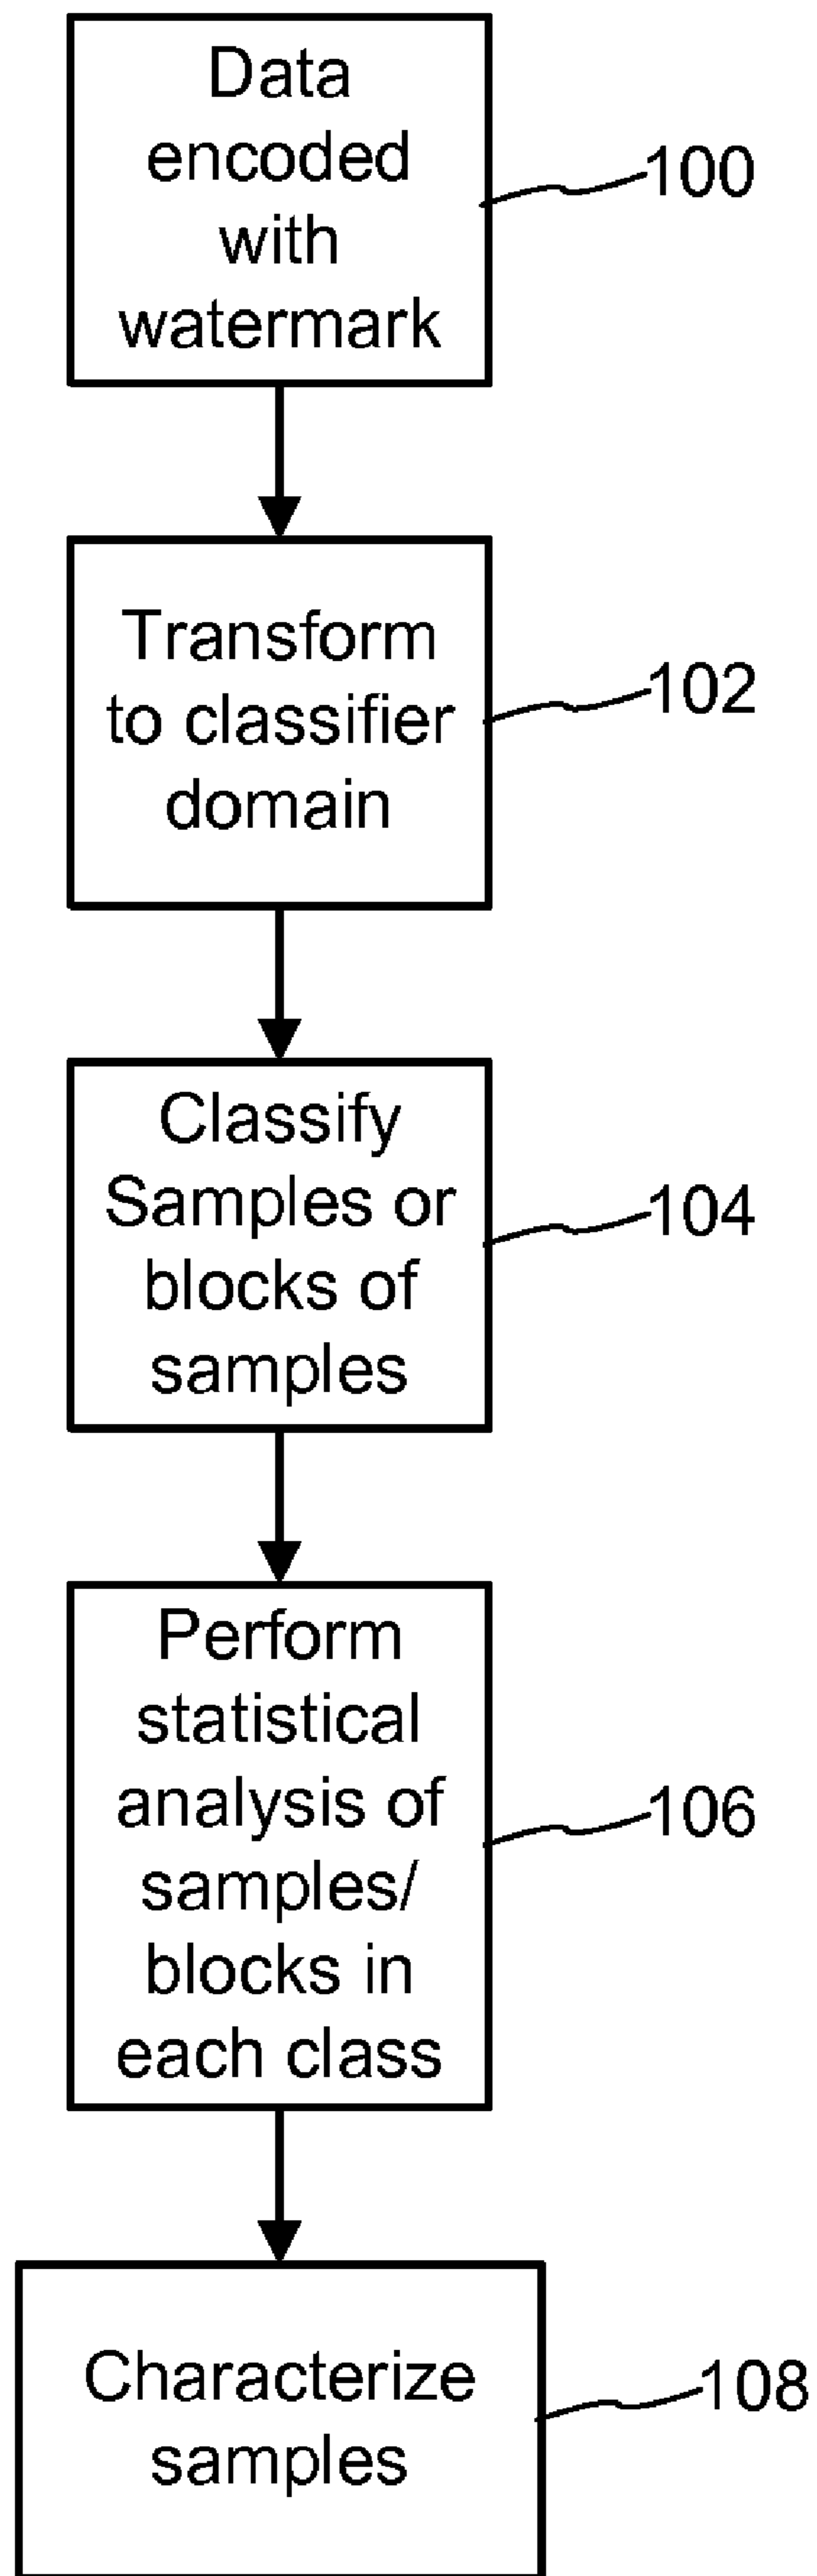 Data
encoded
with
watermark
100
Transform
to classifier
domain
102
Classify
Samples or
blocks of
samples
104
Perform
statistical
analysis of
samples/
blocks in
each class
106
Characterize
samples
108